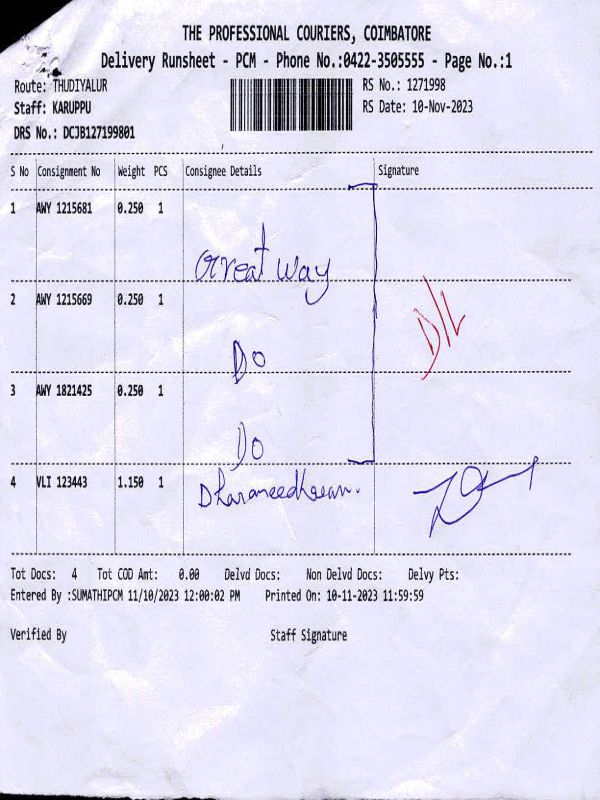 THE PROFESSIONAL COURIERS, COIMBATORE
Delivery Runsheet - PCM - Phone No.:0422-3505555 - Page No.:1
Route: THUDIYALUR RS No.: 1271998
Staff: KARUPPU RS Date: 10-Nov-2023
DRS No.: DCJB127199801
S No Consignment No Weight PCS Consignee Details Signature
1 AWY 1215681 0.250 1
Great way
2 AWY 1215669 0.250 1
D/L
Do
3 AWY 1821425 0.250 1
Do
4 VLI 123443 1.150 1 Dharaneedharan.
Tot Docs: 4 Tot COD Amt: 0.00 Delvd Docs: Non Delvd Docs: Delvy Pts:
Entered By :SUMATHIPCM 11/10/2023 12:00:02 PM Printed On: 10-11-2023 11:59:59
Verified By Staff Signature